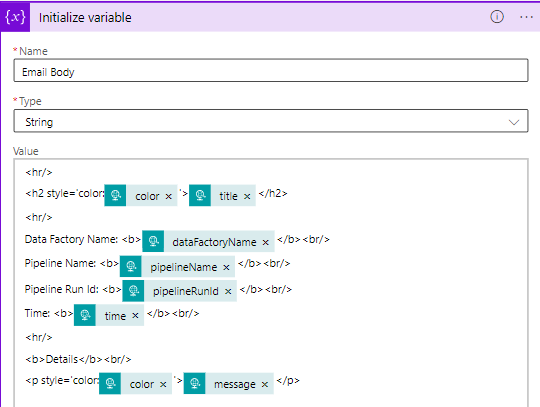 {x} Initialize variable
*Name
Email Body
*Type
String
Value
<hr/>
<h2 style='color: color × '> title × </h2>
<hr/>
Data Factory Name: <b> dataFactoryName × </b><br/>
Pipeline Name: <b> pipelineName × </b><br/>
Pipeline Run Id: <b> pipelineRunId × </b><br/>
Time: <b> time × </b><br/>
<hr/>
<b>Details</b><br/>
<p style='color: color × '> message × </p>